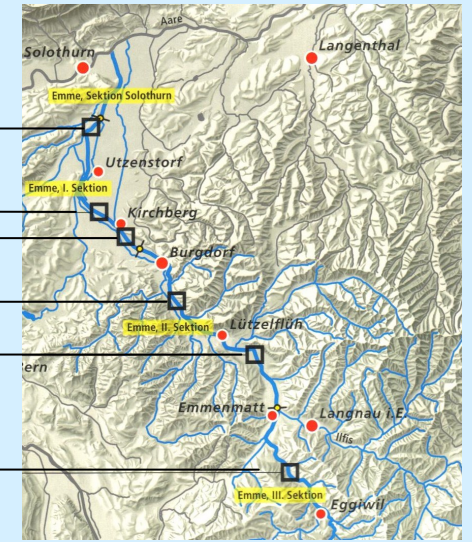 Aare
Solothurn
Langenthal
Emme, Sektion Solothurn
Utzenstorf
Emme, I. Sektion
Kirchberg
Burgdorf
Emme, II. Sektion
Lützelflüh
ern
Emmenmatt
Langnau i.E.
Ilfis
Emme, III. Sektion
Eggiwil